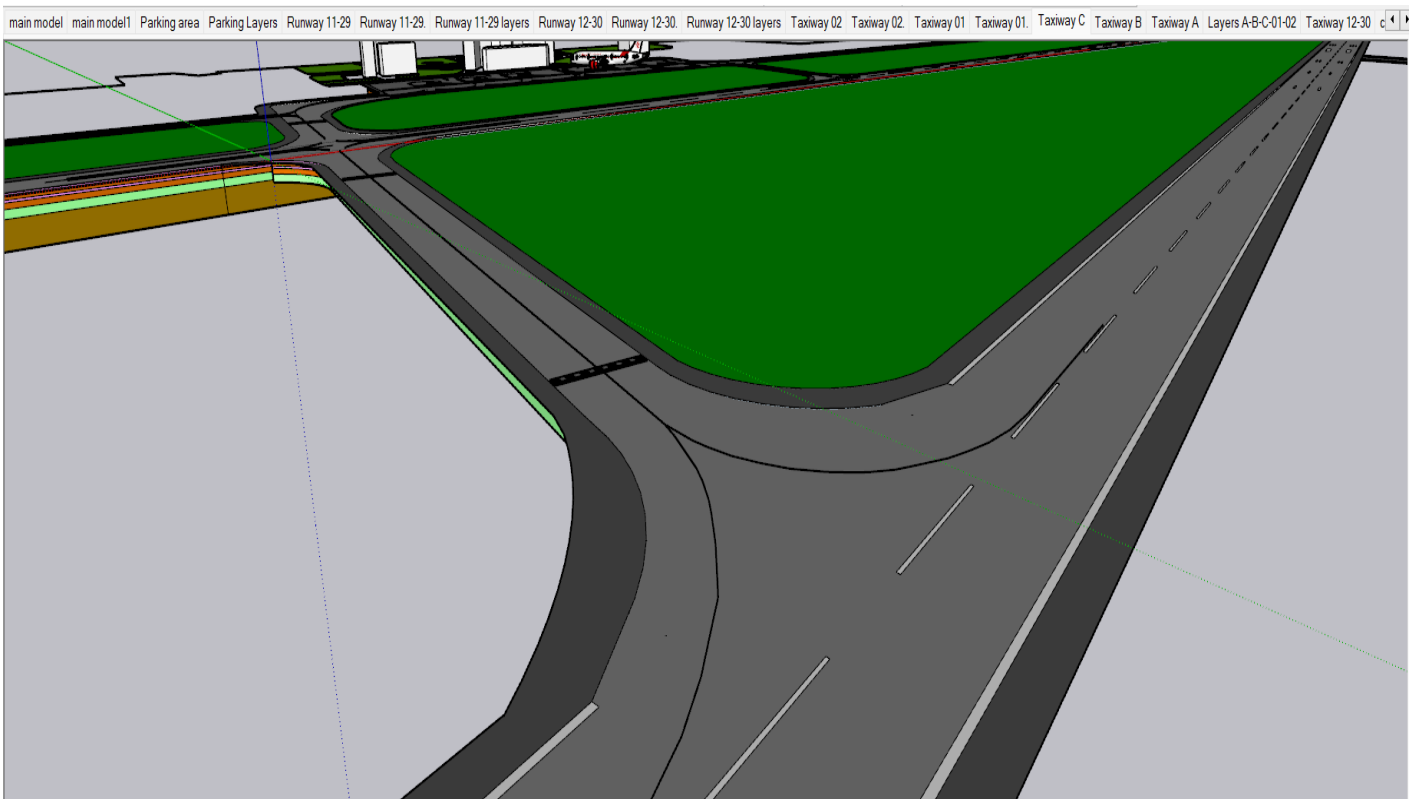 main model main model1 Parking area Parking Layers Runway 11-29 Runway 11-29. Runway 11-29 layers Runway 12-30 Runway 12-30. Runway 12-30 layers Taxiway 02 Taxiway 02. Taxiway 01 Taxiway 01. Taxiway C Taxiway B Taxiway A Layers A-B-C-01-02 Taxiway 12-30